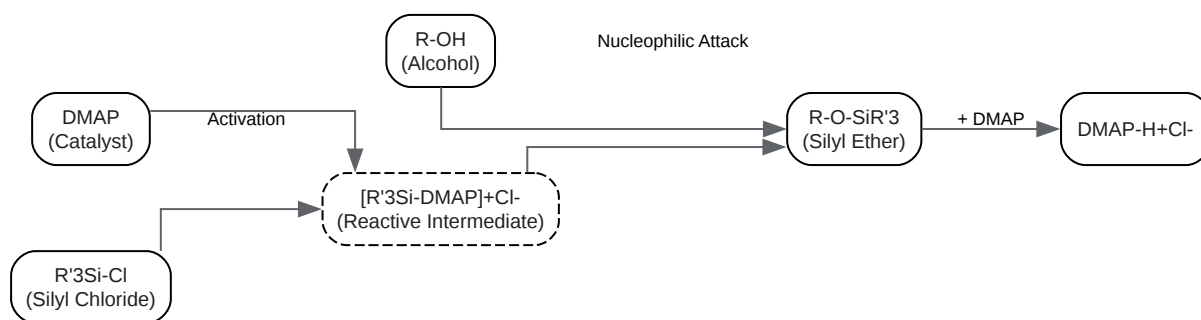 R-OH
(Alcohol)
Nucleophilic Attack
DMAP
(Catalyst)
Activation
R-O-SiR'3
(Silyl Ether)
+ DMAP
DMAP-H+Cl-
[R'3Si-DMAP]+Cl-
(Reactive Intermediate)
R'3Si-Cl
(Silyl Chloride)